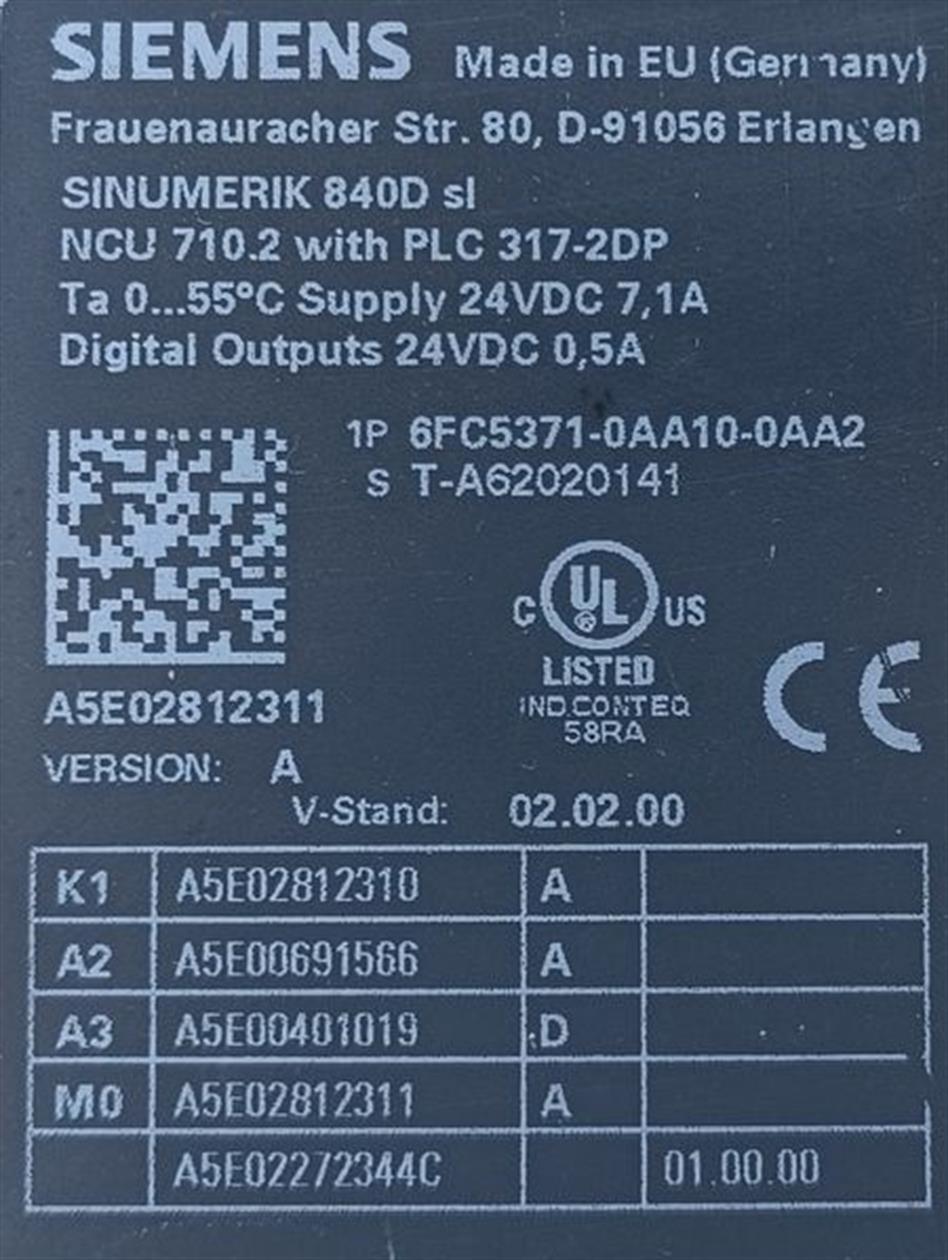 SIEMENS Made in EU (Germany)
Frauenauracher Str. 80, D-91056 Erlangen
SINUMERIK 840D sl
NCU 710.2 with PLC 317-2DP
Ta 0...55°C Supply 24VDC 7,1A
Digital Outputs 24VDC 0,5A
1P 6FC5371-0AA10-0AA2
S T-A62020141
C UL ® US
LISTED
IND.CONT.EQ
58RA
CE
A5E02812311
VERSION: A
V-Stand: 02.02.00
K1 A5E02812310 A
A2 A5E00691566 A
A3 A5E00401019 D
M0 A5E02812311 A
A5E02272344C 01.00.00